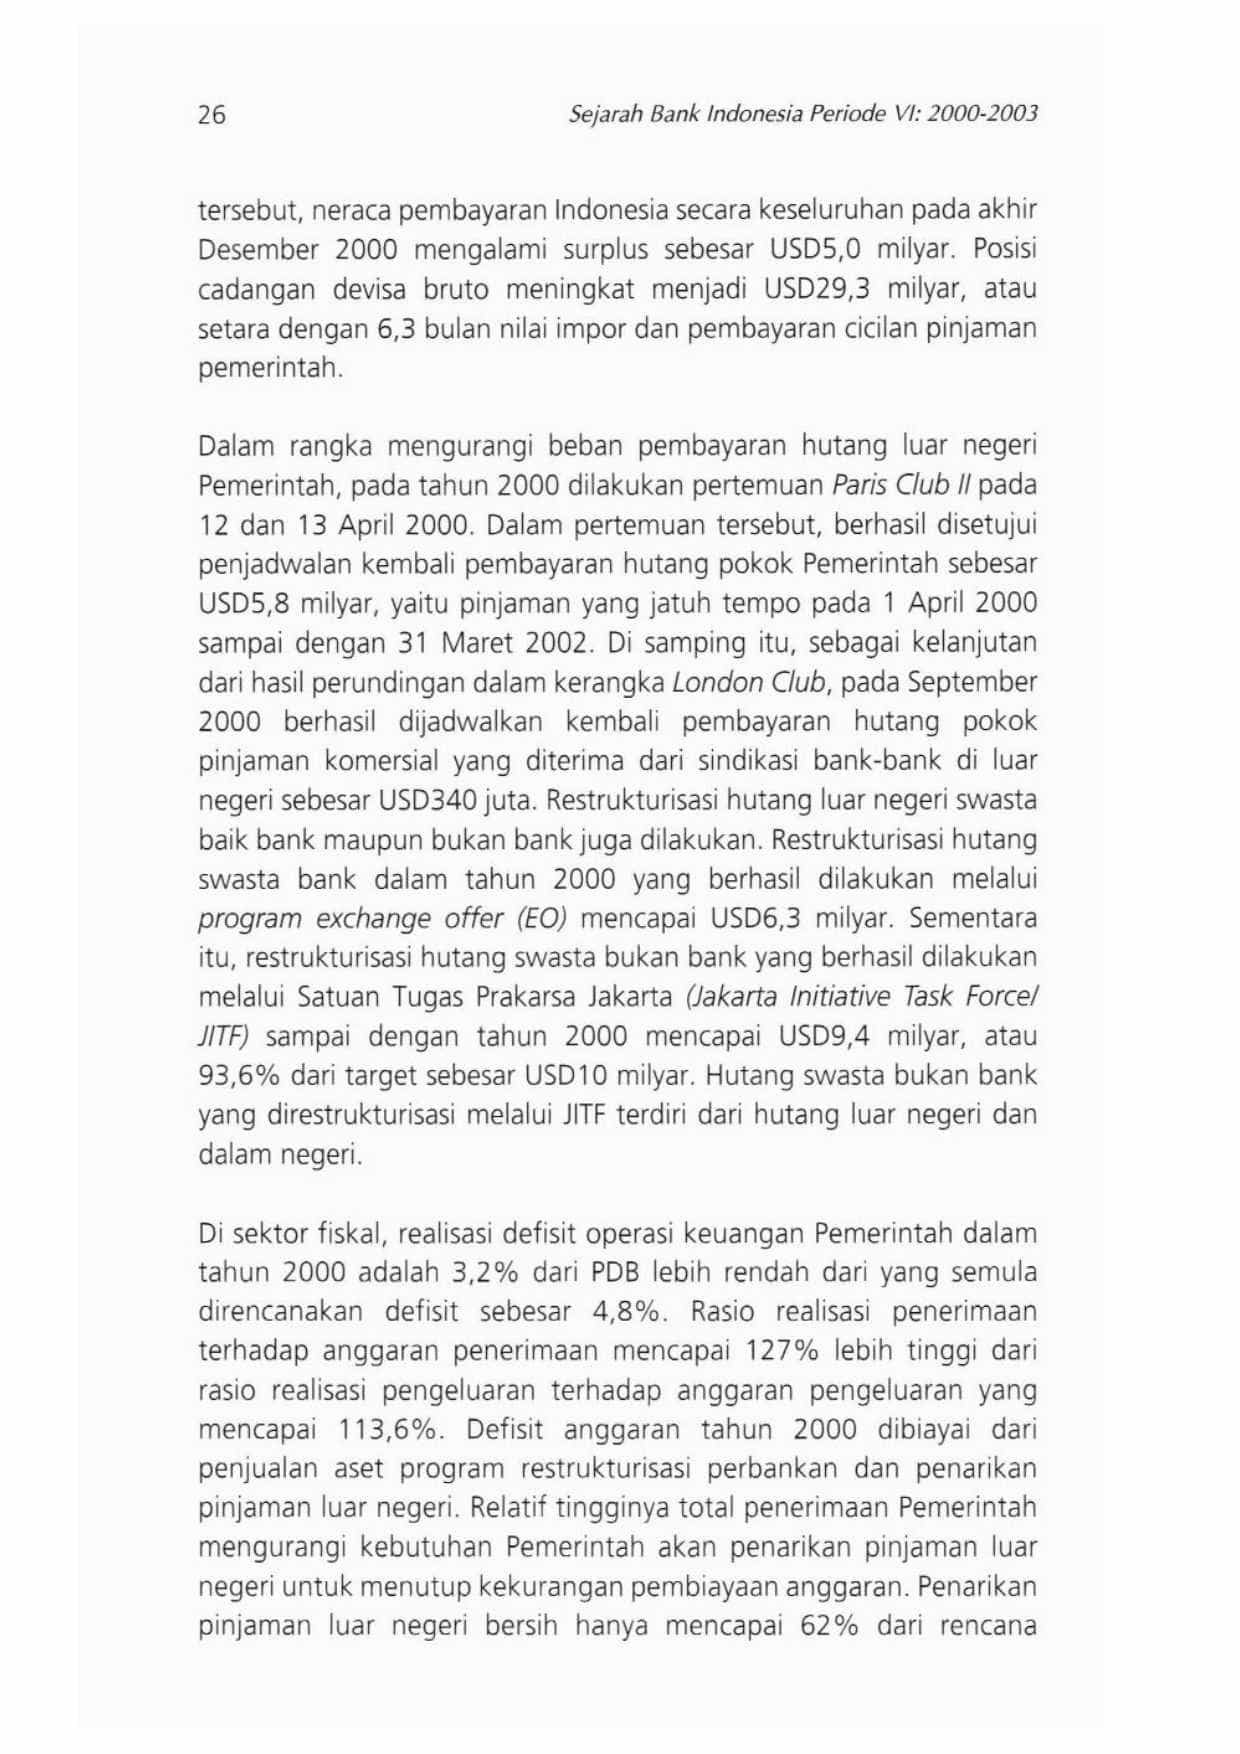 26
Sejarah Bank Indonesia Periode VI: 2000-2003
tersebut, neraca pembayaran Indonesia secara keseluruhan pada akhir
Desember 2000 mengalami surplus sebesar USD5,0 milyar. Posisi
cadangan devisa bruto meningkat menjadi USD29,3 milyar, atau
setara dengan 6,3 bulan nilai impor dan pembayaran cicilan pinjaman
pemerintah.
Dalam rangka mengurangi beban pembayaran hutang luar negeri
Pemerintah, pada tahun 2000 dilakukan pertemuan Paris Club II pada
12 dan 13 April 2000. Dalam pertemuan tersebut, berhasil disetujui
penjadwalan kembali pembayaran hutang pokok Pemerintah sebesar
USD5,8 milyar, yaitu pinjaman yang jatuh tempo pada 1 April 2000
sampai dengan 31 Maret 2002. Di samping itu, sebagai kelanjutan
dari hasil perundingan dalam kerangka London Club, pada September
2000 berhasil dijadwalkan kembali pembayaran hutang pokok
pinjaman komersial yang diterima dari sindikasi bank-bank di luar
negeri sebesar USD340 juta. Restrukturisasi hutang luar negeri swasta
baik bank maupun bukan bank juga dilakukan. Restrukturisasi hutang
swasta bank dalam tahun 2000 yang berhasil dilakukan melalui
program exchange offer (EO) mencapai USD6,3 milyar. Sementara
itu, restrukturisasi hutang swasta bukan bank yang berhasil dilakukan
melalui Satuan Tugas Prakarsa Jakarta (Jakarta Initiative Task Force/
JITF) sampai dengan tahun 2000 mencapai USD9,4 milyar, atau
93,6% dari target sebesar USD10 milyar. Hutang swasta bukan bank
yang direstrukturisasi melalui JITF terdiri dari hutang luar negeri dan
dalam negeri.
Di sektor fiskal, realisasi defisit operasi keuangan Pemerintah dalam
tahun 2000 adalah 3,2% dari PDB lebih rendah dari yang semula
direncanakan defisit sebesar 4,8%. Rasio realisasi penerimaan
terhadap anggaran penerimaan mencapai 127% lebih tinggi dari
rasio realisasi pengeluaran terhadap anggaran pengeluaran yang
mencapai 113,6%. Defisit anggaran tahun 2000 dibiayai dari
penjualan aset program restrukturisasi perbankan dan penarikan
pinjaman luar negeri. Relatif tingginya total penerimaan Pemerintah
mengurangi kebutuhan Pemerintah akan penarikan pinjaman luar
negeri untuk menutup kekurangan pembiayaan anggaran. Penarikan
pinjaman luar negeri bersih hanya mencapai 62% dari rencana